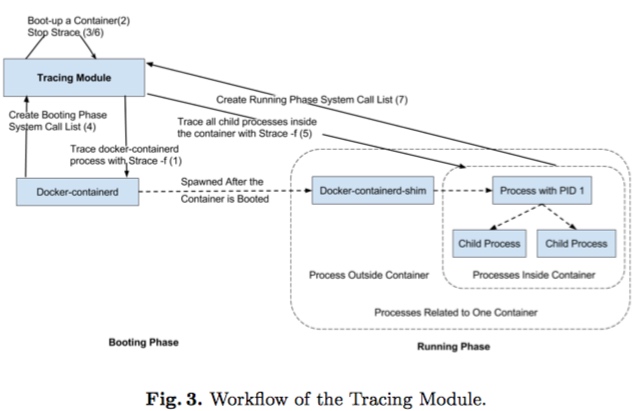 Boot-up a Container(2)
Stop Strace (3/6)
Tracing Module
Create Running Phase System Call List (7)
Create Booting Phase
System Call List (4)
Trace all child processes inside
the container with Strace -f (5)
Trace docker-containerd
process with Strace -f (1)
Docker-containerd
Spawned After the
Container is Booted
Docker-containerd-shim
Process with PID 1
Child Process
Child Process
Process Outside Container
Processes Inside Container
Processes Related to One Container
Booting Phase
Running Phase
Fig. 3. Workflow of the Tracing Module.